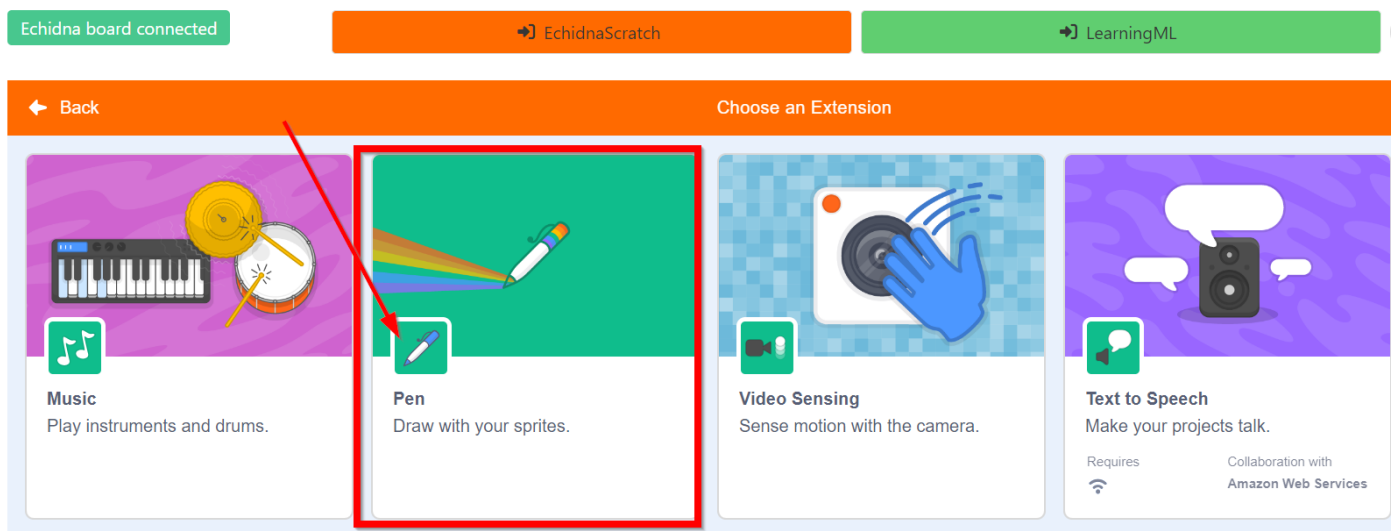 Echidna board connected
EchidnaScratch
LearningML
Back
Choose an Extension
Music
Play instruments and drums.
Pen
Draw with your sprites.
Video Sensing
Sense motion with the camera.
Text to Speech
Make your projects talk.
Requires
Collaboration with
Amazon Web Services